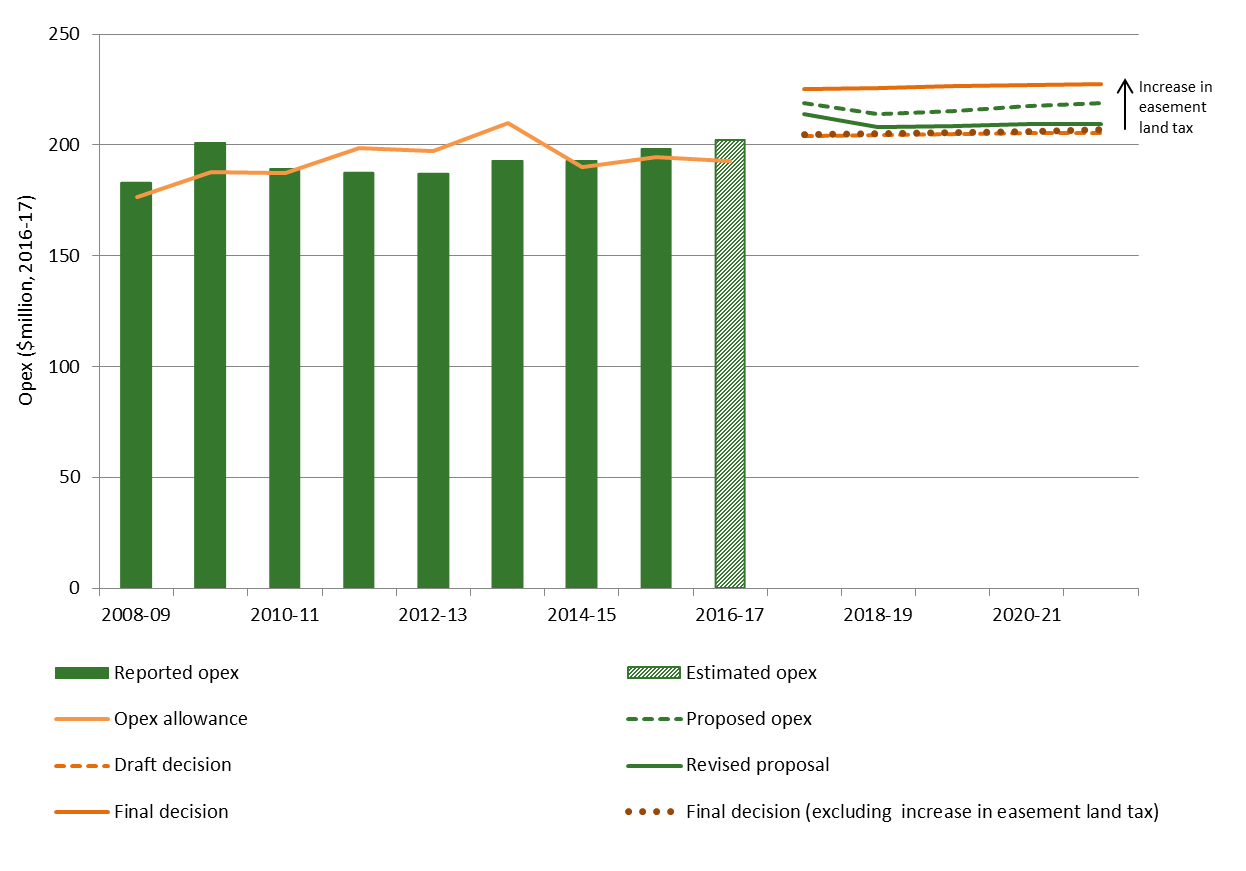 250
200
150
100
50
0
Opex ($million, 2016-17)
Increase in
easement
land tax
2008-09
2010-11
2012-13
2014-15
2016-17
2018-19
2020-21
Reported opex
Estimated opex
Opex allowance
Proposed opex
Draft decision
Revised proposal
Final decision
Final decision (excluding  increase in easement land tax)